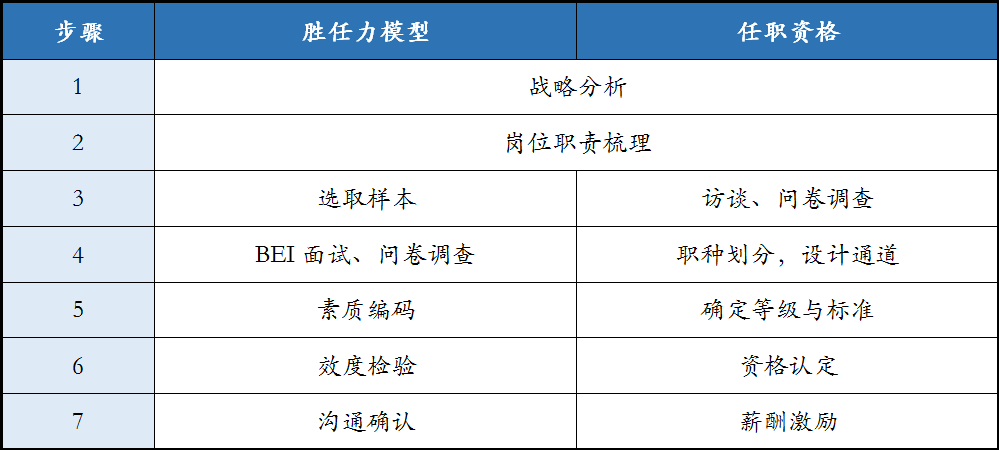 步骤 胜任力模型 任职资格
1 战略分析
2 岗位职责梳理
3 选取样本 访谈、问卷调查
4 BEI 面试、问卷调查 职种划分，设计通道
5 素质编码 确定等级与标准
6 效度检验 资格认定
7 沟通确认 薪酬激励